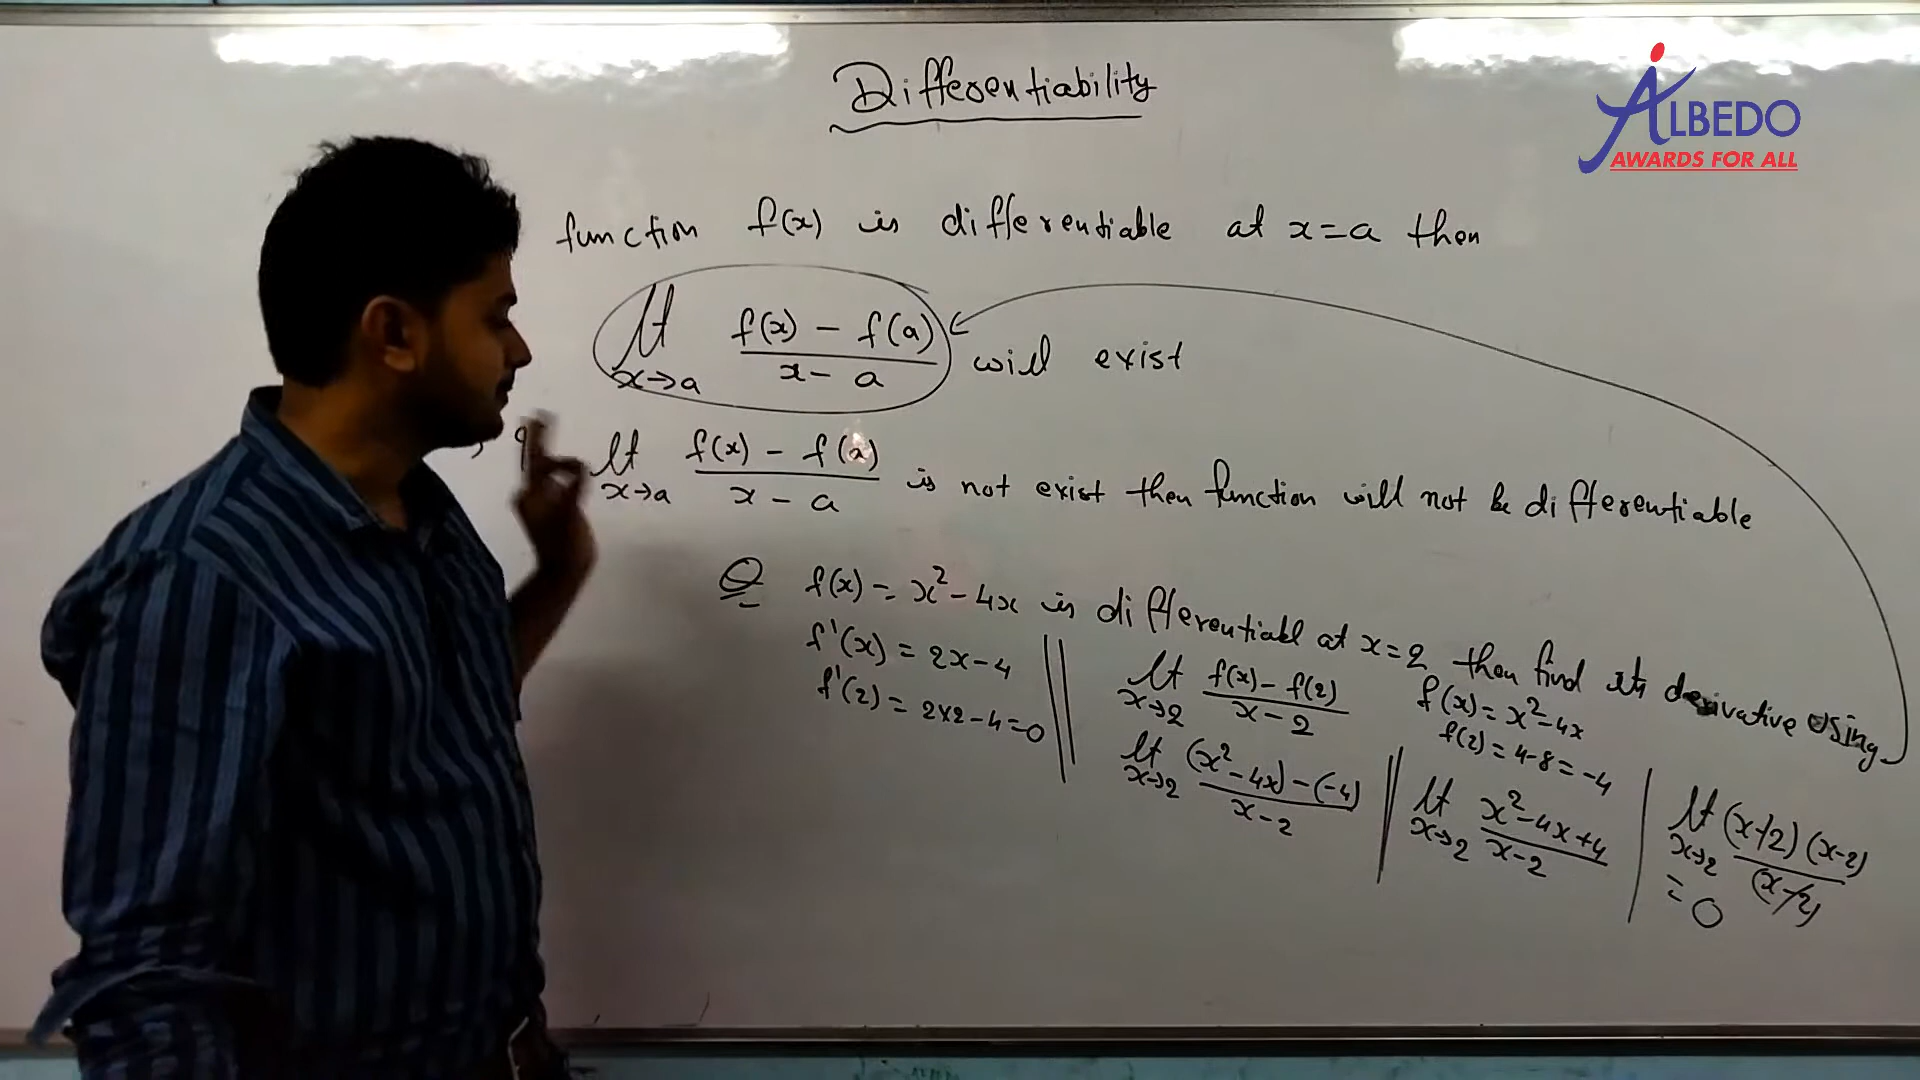 Differentiability
ALBEDO
AWARDS FOR ALL
function f(x) is differentiable at x=a then
lt x→a (f(x) - f(a))/(x - a) will exist
lt x→a (f(x) - f(a))/(x - a) is not exist then function will not be differentiable
Q f(x) = x² - 4x is differentiabl at x=2 then find its derivative using
f'(x) = 2x-4
f'(2) = 2x2-4=0
lt x→2 (f(x) - f(2))/(x-2)
f(x) = x²-4x
f(2) = 4-8=-4
lt x→2 ((x²-4x)-(-4))/(x-2)
lt x→2 (x²-4x+4)/(x-2)
lt x→2 (x-2)(x-2)/(x-2)
= 0